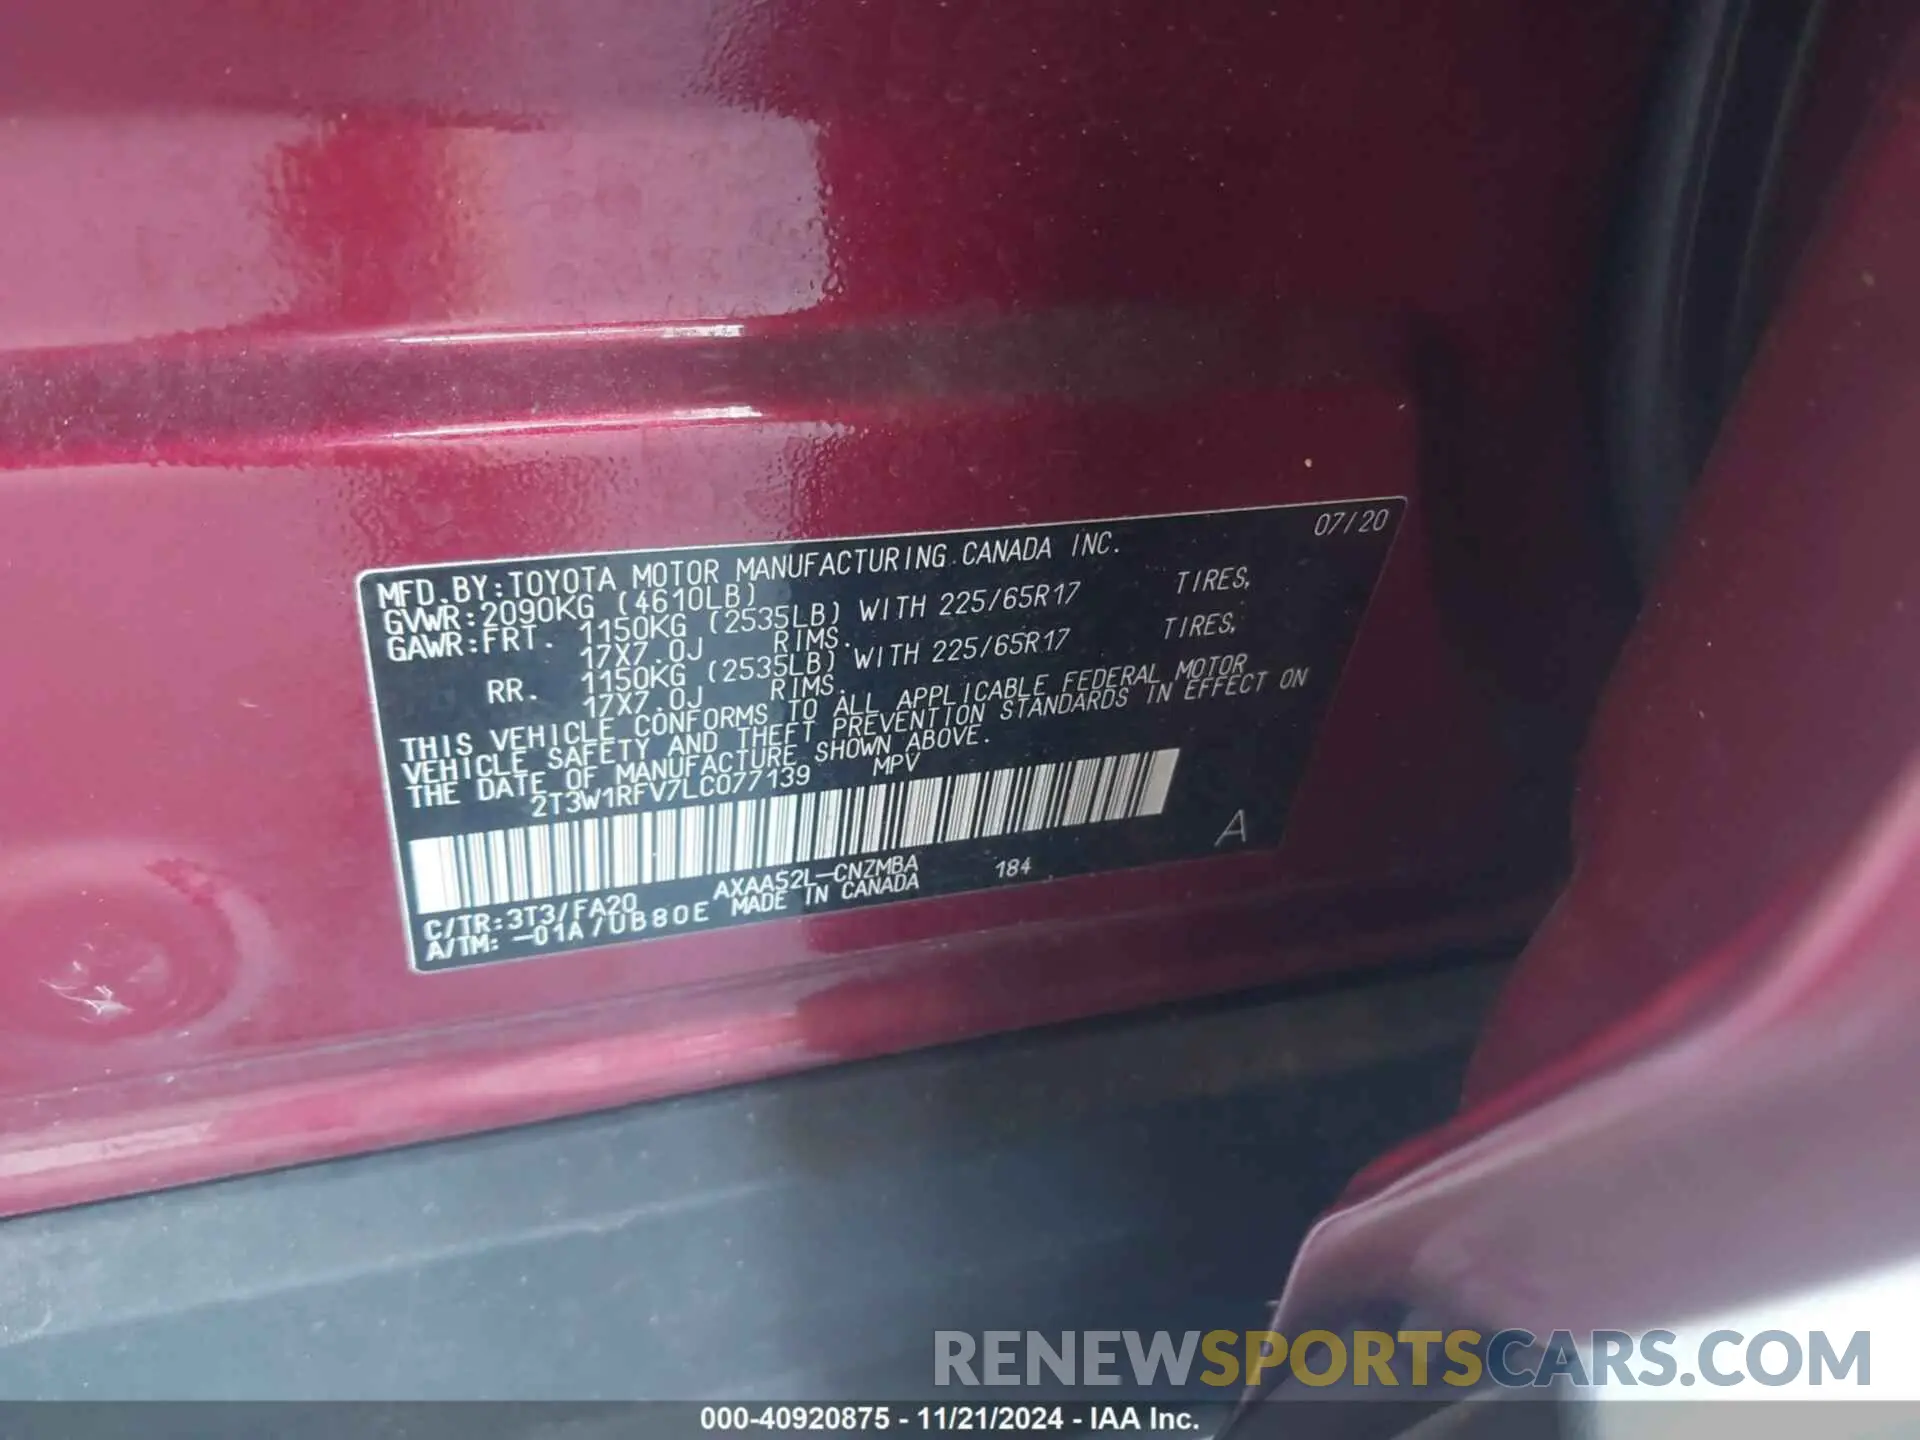 07/20
MFD.BY:TOYOTA MOTOR MANUFACTURING CANADA INC.
GVWR:2090KG (4610LB)
GAWR:FRT. 1150KG (2535LB) WITH 225/65R17 TIRES,
17X7.0J RIMS.
RR. 1150KG (2535LB) WITH 225/65R17 TIRES,
17X7.0J RIMS.
THIS VEHICLE CONFORMS TO ALL APPLICABLE FEDERAL MOTOR
VEHICLE SAFETY AND THEFT PREVENTION STANDARDS IN EFFECT ON
THE DATE OF MANUFACTURE SHOWN ABOVE.
2T3W1RFV7LC077139 MPV
A
C/TR:3T3/FA20 AXAA52L-CNZMBA 184
A/TM: -01A/UB80E MADE IN CANADA
RENEWSPORTSCARS.COM
000-40920875 - 11/21/2024 - IAA Inc.